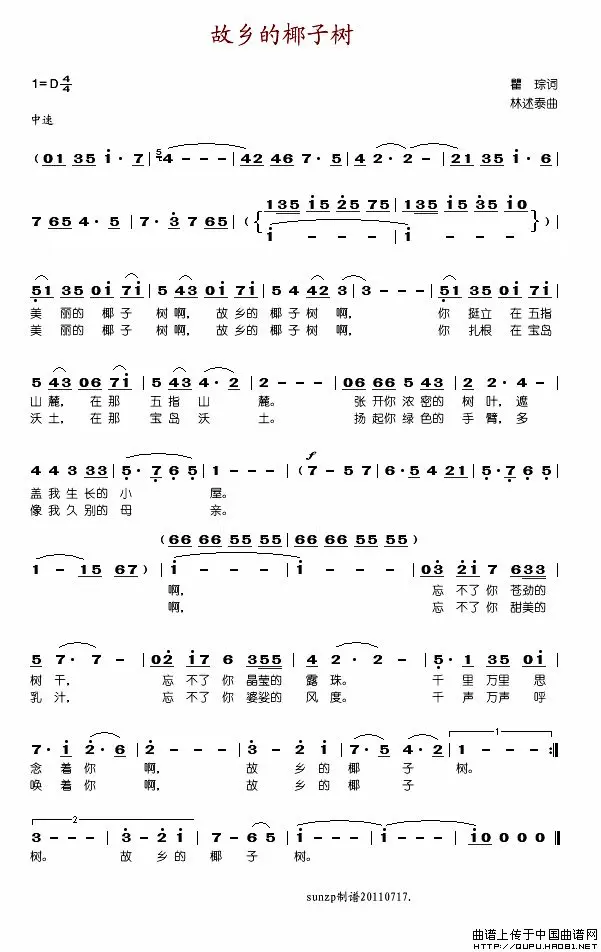 故乡的椰子树
1=D 4/4
瞿 琮词
林述泰曲
中速
(01 35 i·7 | 5 4 - - - | 42 46 7·5 | 4 2·2 - | 21 35 i·6
7 65 4·5 | 7·3 7 65 | ( 135 i5 25 75 | 135 i5 35 i0 ) |
i - - - | i - - -
51 35 0i 7i | 5 43 0i 7i | 5 43 42 3 | 3 - - - | 51 35 0i 7i |
美 丽的 椰 子 树啊, 故乡的 椰子树 啊, 你 挺立 在五指
美 丽的 椰 子 树啊, 故乡的 椰子树 啊, 你 扎根 在宝岛
5 43 06 7i | 5 43 4·2 | 2 - - - | 06 66 5 43 | 2 2 3 1 2 |
山麓, 在那 五指山 麓。 张开你浓密的 树叶,遮
沃土, 在那 宝岛沃 土。 扬起你绿色的 手臂,多
4 4 3 33 | 5·7 65 | 1 - - - | f (7 - 57 | 6·5 4 21 | 5·7 65 |
盖我生长的小 屋。
像我久别的母 亲。
(66 66 55 55 | 66 66 55 55)
1 - 15 67) | i - - - | i - - - | 03 2i 7 633 |
啊, 忘 不了你 苍劲的
啊, 忘 不了你 甜美的
5 7·7 - | 02 i7 6 355 | 4 2·2 - | 5·1 35 0i |
树干, 忘 不了你 晶莹的 露珠。 千里万里 思
乳汁, 忘 不了你 婆娑的 风度。 千声万声 呼
7·i 2·6 | 2 - - - | 3 - 2 i | 7·5 4·2 | 1. 1 - - - :||
念着你 啊, 故 乡的椰 子 树。
唤着你 啊, 故 乡的椰 子
2. 3 - - - | 3 - 2 i | 7 - 65 | i - - - | i - - - | i0 0 0 0 ||
树。 故 乡的椰 子 树。
sunzp制谱20110717.
曲谱上传于中国曲谱网
HTTP://WWW.QUPU.HAO81.NET